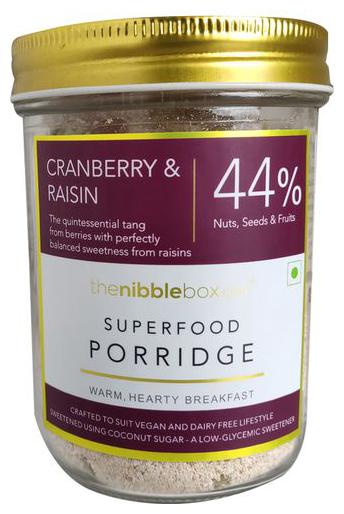 CRANBERRY &
RAISIN
The quintessential tang
from berries with perfectly
balanced sweetness from raisins
44%
Nuts, Seeds & Fruits
thenibblebox
SUPERFOOD
PORRIDGE
WARM, HEARTY BREAKFAST
CRAFTED TO SUIT VEGAN AND DAIRY FREE LIFESTYLE
SWEETENED USING COCONUT SUGAR - A LOW-GLYCEMIC SWEETENER